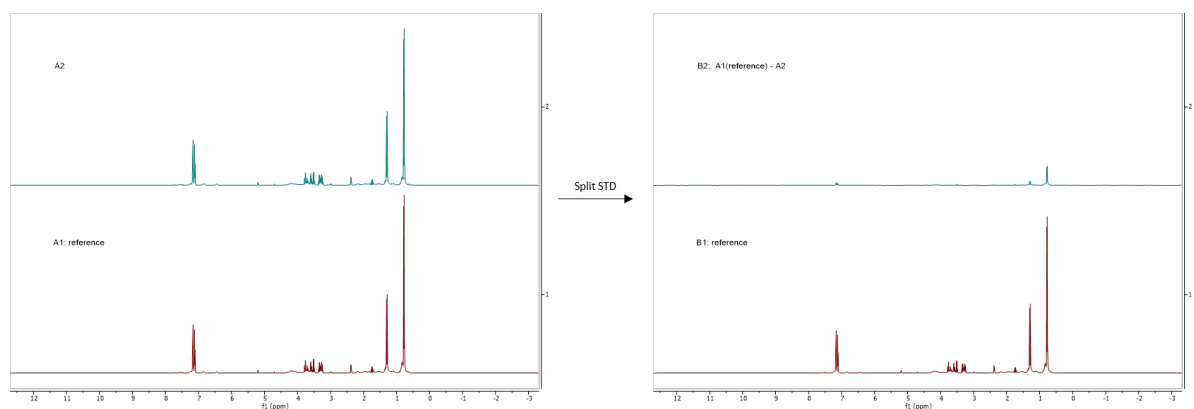 A2
2
A1: reference
1
12 11 10 9 8 7 6 5 4 3 2 1 0 -1 -2 -3
f1 (ppm)
Split STD
B2: A1(reference) - A2
2
B1: reference
1
12 11 10 9 8 7 6 5 4 3 2 1 0 -1 -2 -3
f1 (ppm)